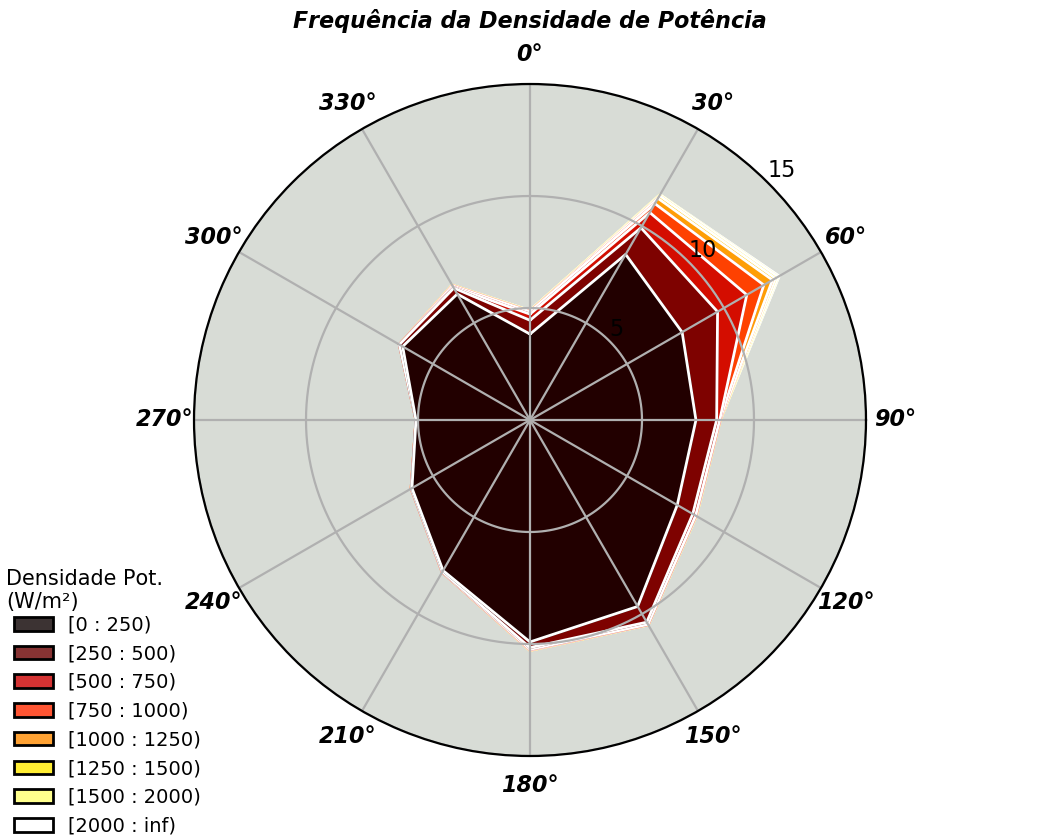 Frequência da Densidade de Potência
0°
330°
30°
15
300°
60°
10
5
270°
90°
240°
120°
210°
150°
180°
Densidade Pot.
(W/m²)
[0 : 250)
[250 : 500)
[500 : 750)
[750 : 1000)
[1000 : 1250)
[1250 : 1500)
[1500 : 2000)
[2000 : inf)